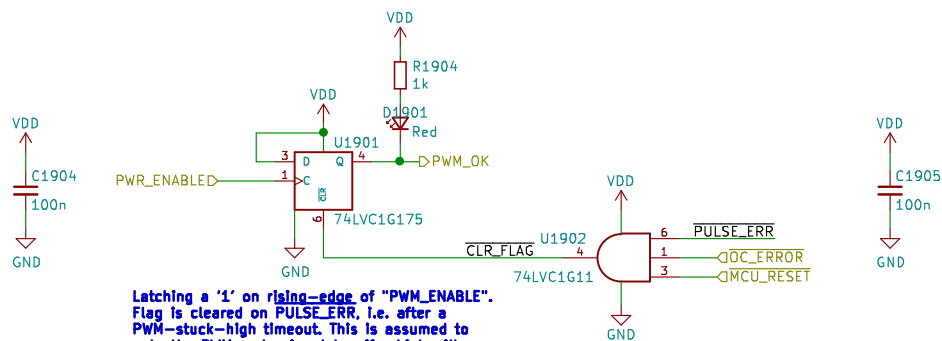 VDD
R1904
1k
D1901
Red
VDD
U1901
3
D
Q
4
PWM_OK
PWR_ENABLE
1
C
CLR
6
74LVC1G175
GND
VDD
C1904
100n
GND
VDD
C1905
100n
GND
VDD
U1902
6
PULSE_ERR
CLR_FLAG
4
1
OC_ERROR
74LVC1G11
3
MCU_RESET
GND
Latching a '1' on rising-edge of "PWM_ENABLE".
Flag is cleared on PULSE_ERR, i.e. after a
PWM-stuck-high timeout. This is assumed to